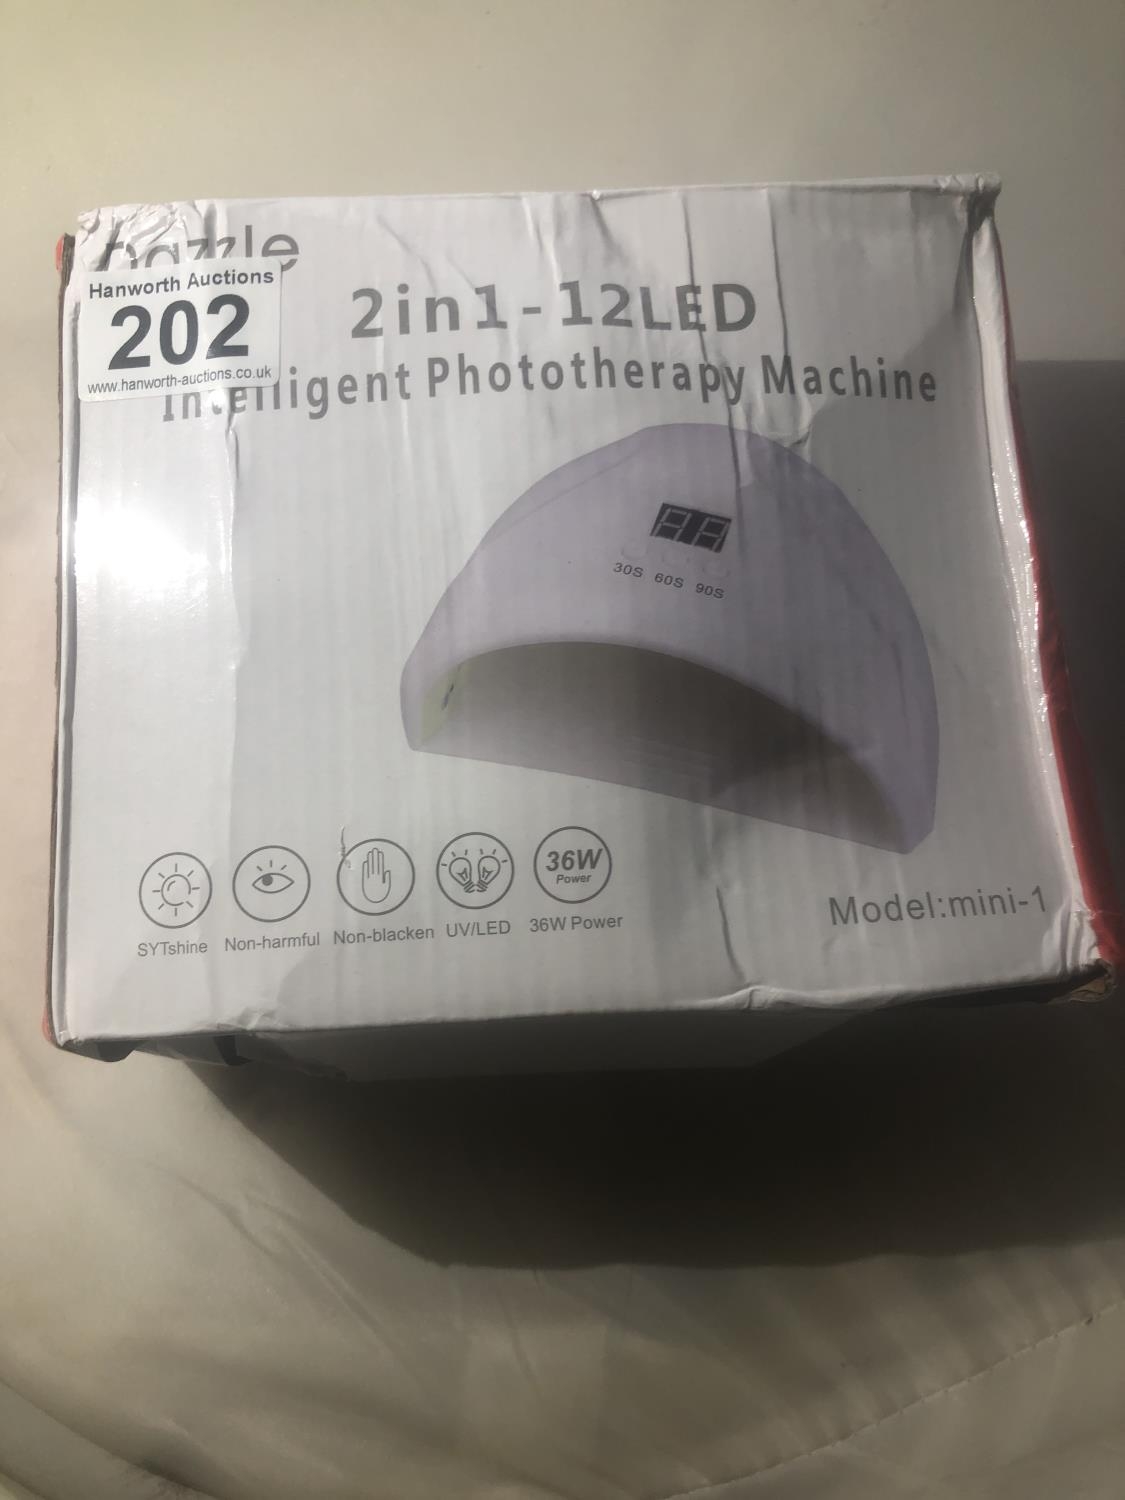 Hanworth Auctions
202
www.hanworth-auctions.co.uk
2in1-12LED
Intelligent Phototherapy Machine
30S 60S 90S
36W
Power
SYTshine Non-harmful Non-blacken UV/LED 36W Power
Model:mini-1